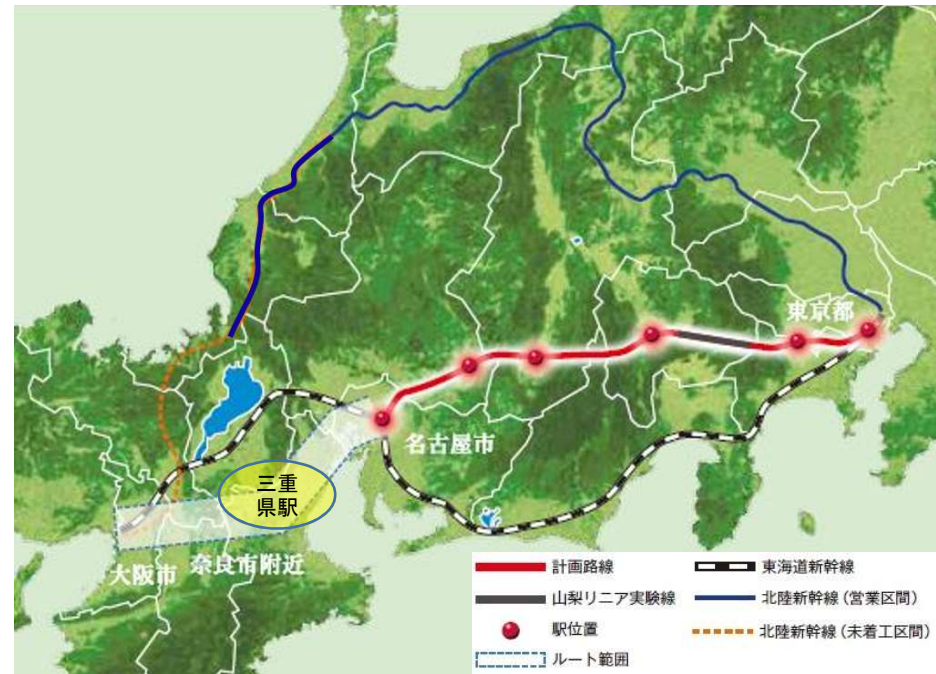 東京都
名古屋市
三重
県駅
大阪市
奈良市附近
計画路線
東海道新幹線
山梨リニア実験線
北陸新幹線(営業区間)
駅位置
北陸新幹線(未着工区間)
ルート範囲